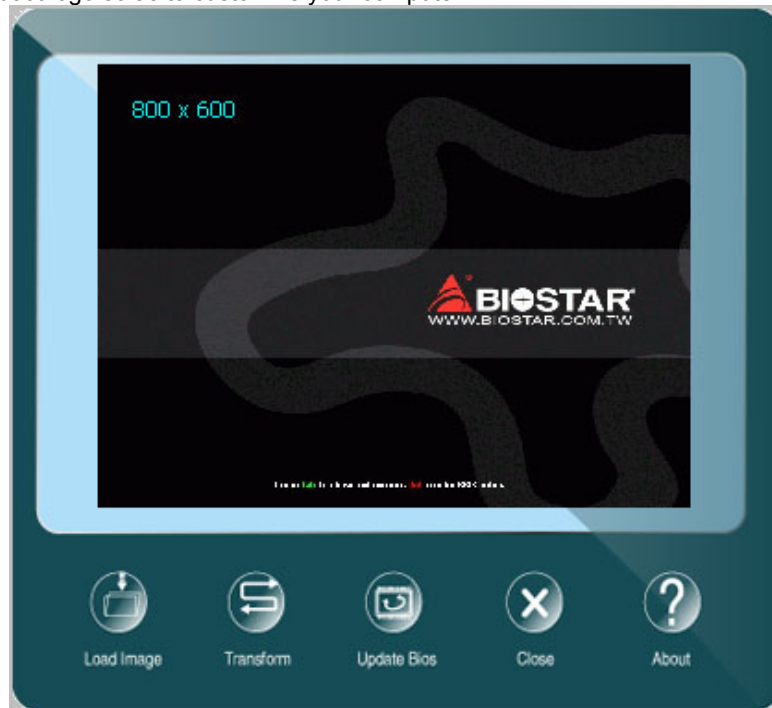 800 x 600
BIOSTAR
WWW.BIOSTAR.COM.TW
Load Image
Transform
Update Bios
Close
About